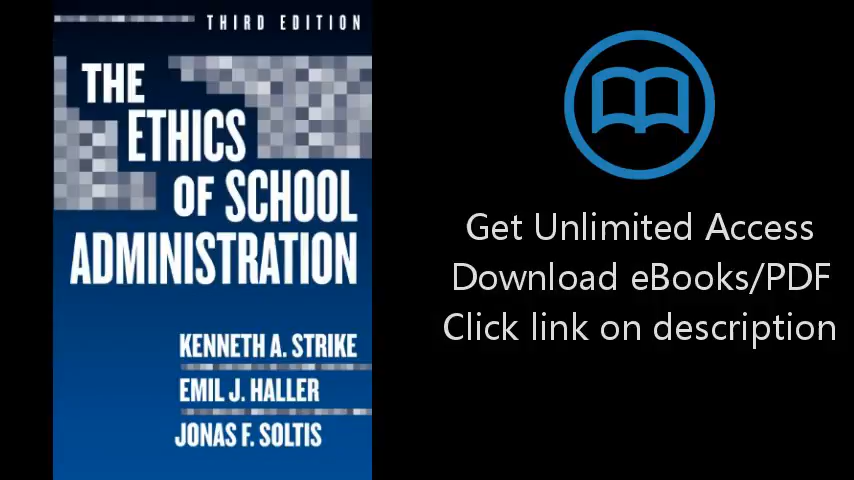 THIRD EDITION
THE
ETHICS
OF SCHOOL
ADMINISTRATION
KENNETH A. STRIKE
EMIL J. HALLER
JONAS F. SOLTIS
Get Unlimited Access
Download eBooks/PDF
Click link on description